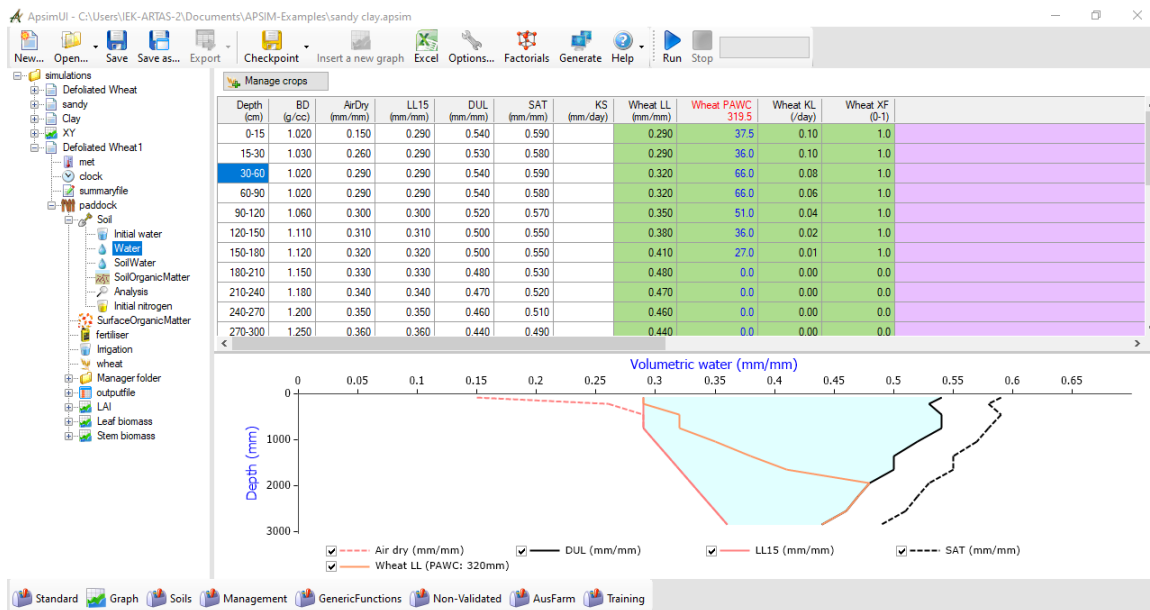 ApsimUI - C:\Users\IEK-ARTAS-2\Documents\APSIM-Examples\sandy clay.apsim
New... Open... Save Save as... Export Checkpoint Insert a new graph Excel Options... Factorials Generate Help Run Stop
simulations
Defoliated Wheat
sandy
Clay
XY
Defoliated Wheat1
met
clock
summaryfile
paddock
Soil
Initial water
Water
SoilWater
SoilOrganicMatter
Analysis
Initial nitrogen
SurfaceOrganicMatter
fertiliser
Irrigation
wheat
Manager folder
outputfile
LAI
Leaf biomass
Stem biomass
Manage crops
Depth BD AirDry LL15 DUL SAT KS Wheat LL Wheat PAWC Wheat KL Wheat XF
(cm) (g/cc) (mm/mm) (mm/mm) (mm/mm) (mm/mm) (mm/day) (mm/mm) 319.5 (/day) (0-1)
0-15 1.020 0.150 0.290 0.540 0.590 0.290 37.5 0.10 1.0
15-30 1.030 0.260 0.290 0.530 0.580 0.290 36.0 0.10 1.0
30-60 1.020 0.290 0.290 0.540 0.590 0.320 66.0 0.08 1.0
60-90 1.020 0.290 0.290 0.540 0.580 0.320 66.0 0.06 1.0
90-120 1.060 0.300 0.300 0.520 0.570 0.350 51.0 0.04 1.0
120-150 1.110 0.310 0.310 0.500 0.550 0.380 36.0 0.02 1.0
150-180 1.120 0.320 0.320 0.500 0.550 0.410 27.0 0.01 1.0
180-210 1.150 0.330 0.330 0.480 0.530 0.480 0.0 0.00 0.0
210-240 1.180 0.340 0.340 0.470 0.520 0.470 0.0 0.00 0.0
240-270 1.200 0.350 0.350 0.460 0.510 0.460 0.0 0.00 0.0
270-300 1.250 0.360 0.360 0.440 0.490 0.440 0.0 0.00 0.0
Volumetric water (mm/mm)
0 0.05 0.1 0.15 0.2 0.25 0.3 0.35 0.4 0.45 0.5 0.55 0.6 0.65
0
1000
2000
3000
Depth (mm)
Air dry (mm/mm) DUL (mm/mm) LL15 (mm/mm) SAT (mm/mm)
Wheat LL (PAWC: 320mm)
Standard Graph Soils Management GenericFunctions Non-Validated AusFarm Training